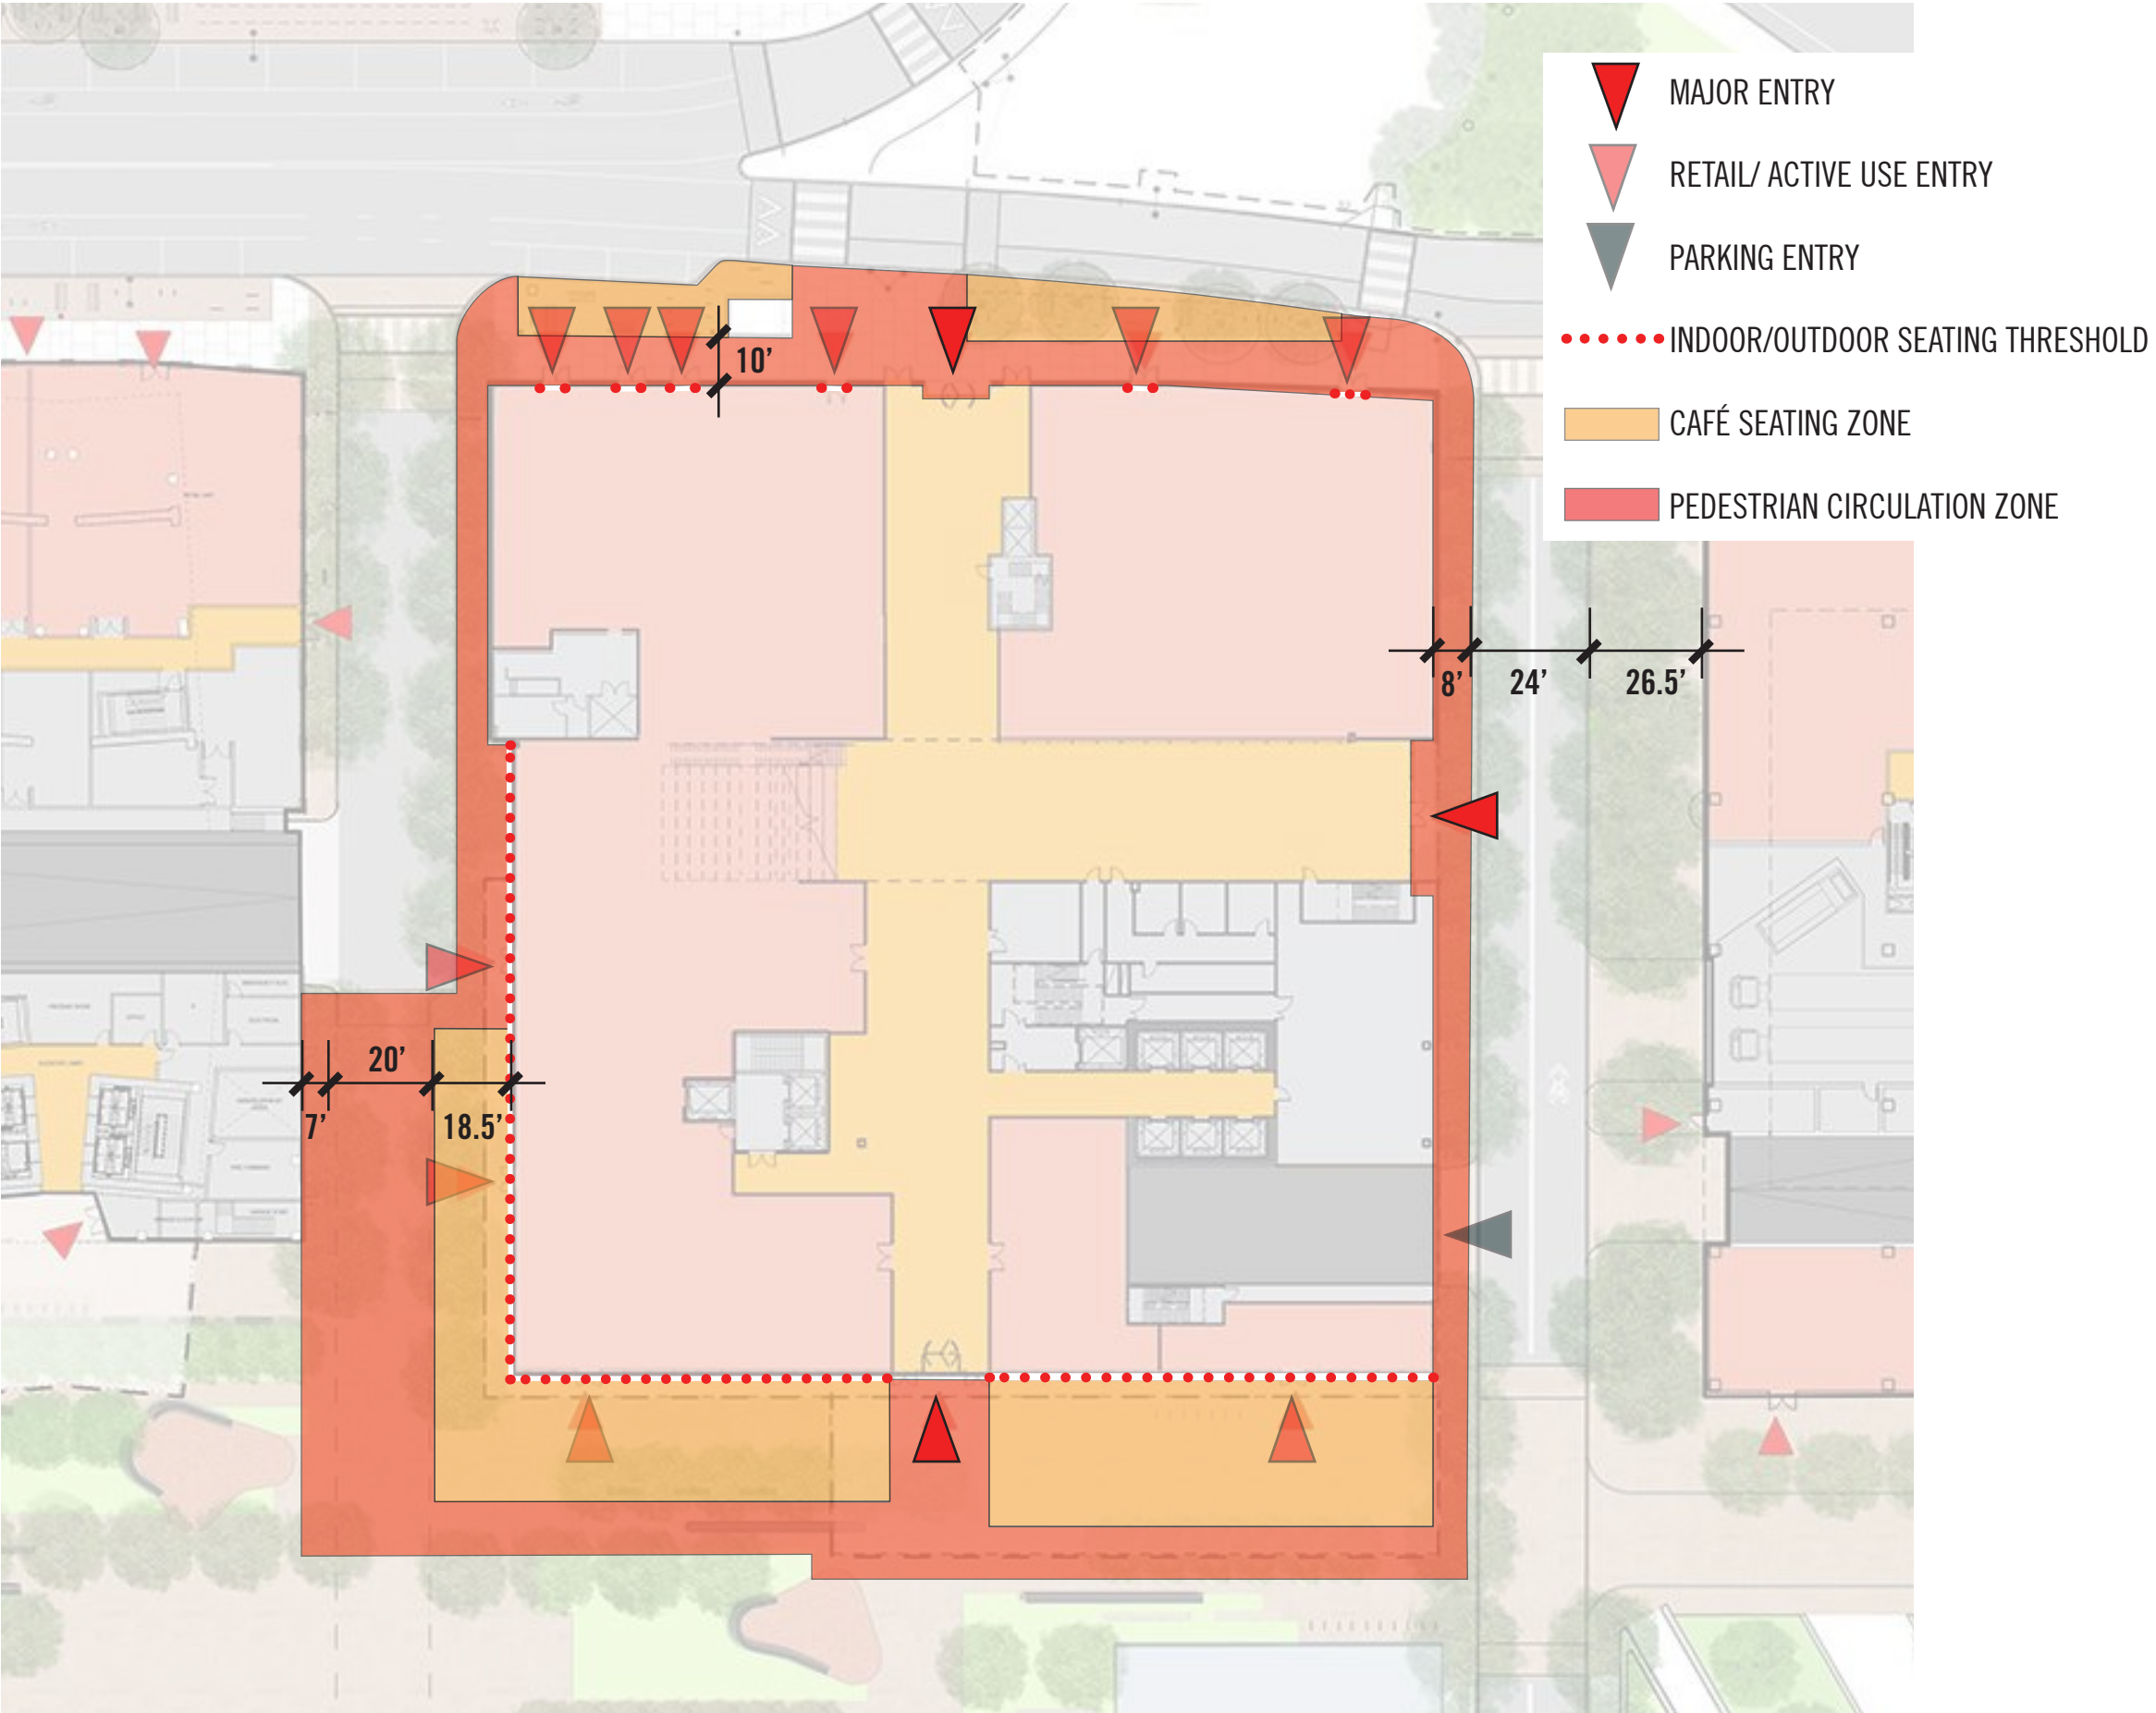 MAJOR ENTRY
RETAIL/ ACTIVE USE ENTRY
PARKING ENTRY
INDOOR/OUTDOOR SEATING THRESHOLD
CAFÉ SEATING ZONE
PEDESTRIAN CIRCULATION ZONE
10’
8’
24’
26.5’
20’
7’
18.5’